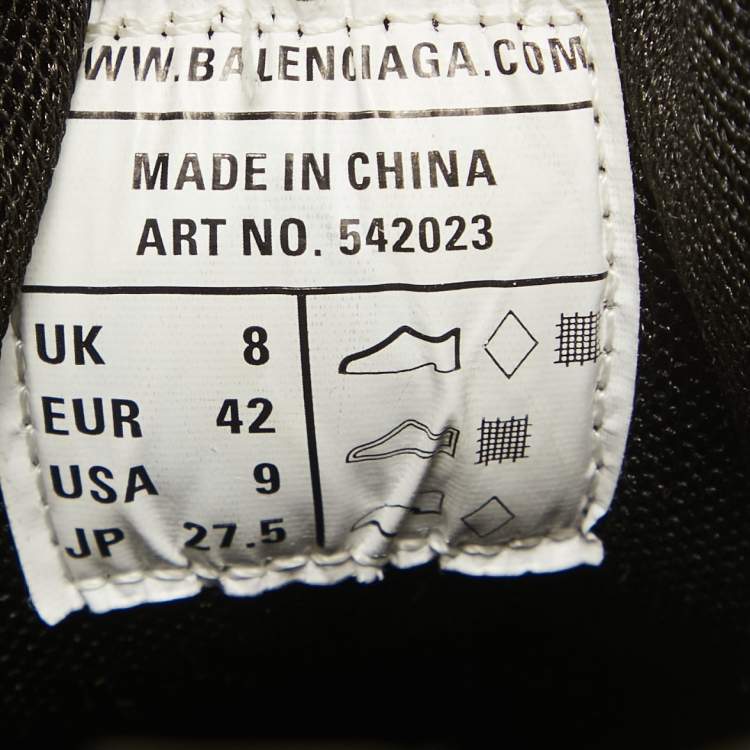 WWW.BALENCIAGA.COM
MADE IN CHINA
ART NO. 542023
UK 8
EUR 42
USA 9
JP 27.5